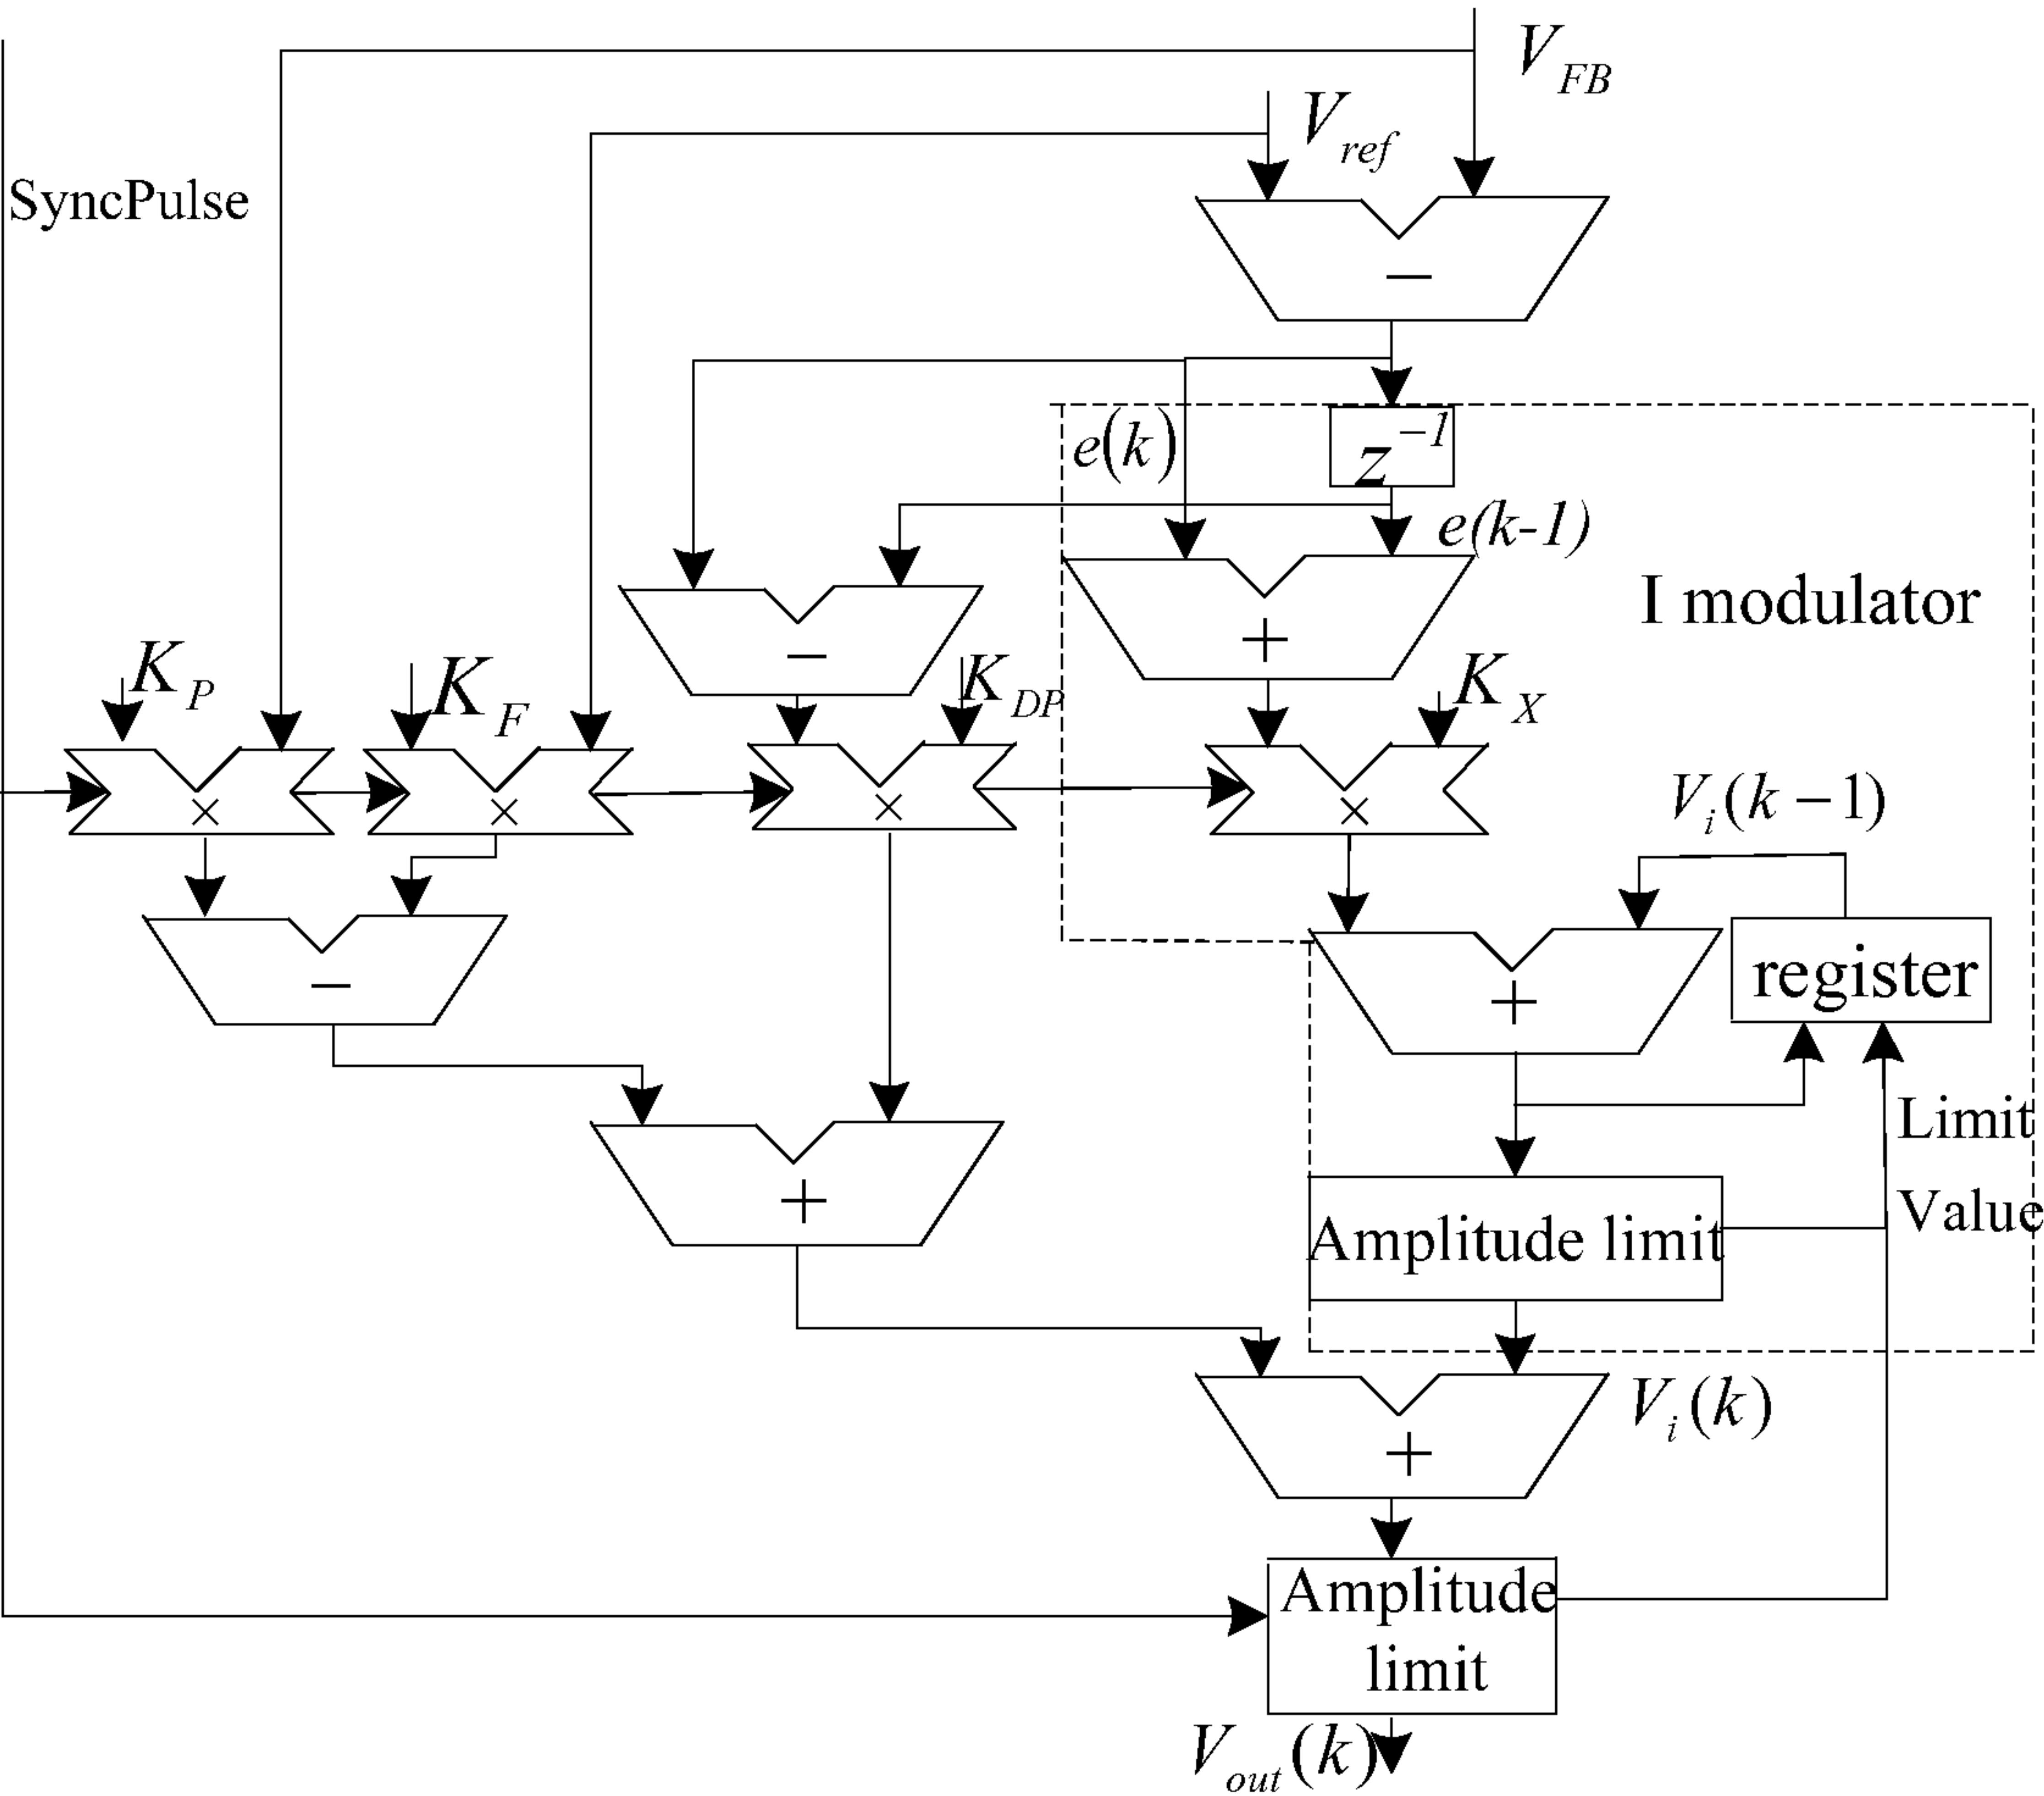 V_FB
V_ref
SyncPulse
−
z^−1
e(k)
e(k-1)
I modulator
−
+
K_P
K_F
K_DP
K_X
×
×
×
×
V_i(k−1)
−
+
register
+
Limit
Value
Amplitude limit
V_i(k)
+
Amplitude
limit
V_out(k)